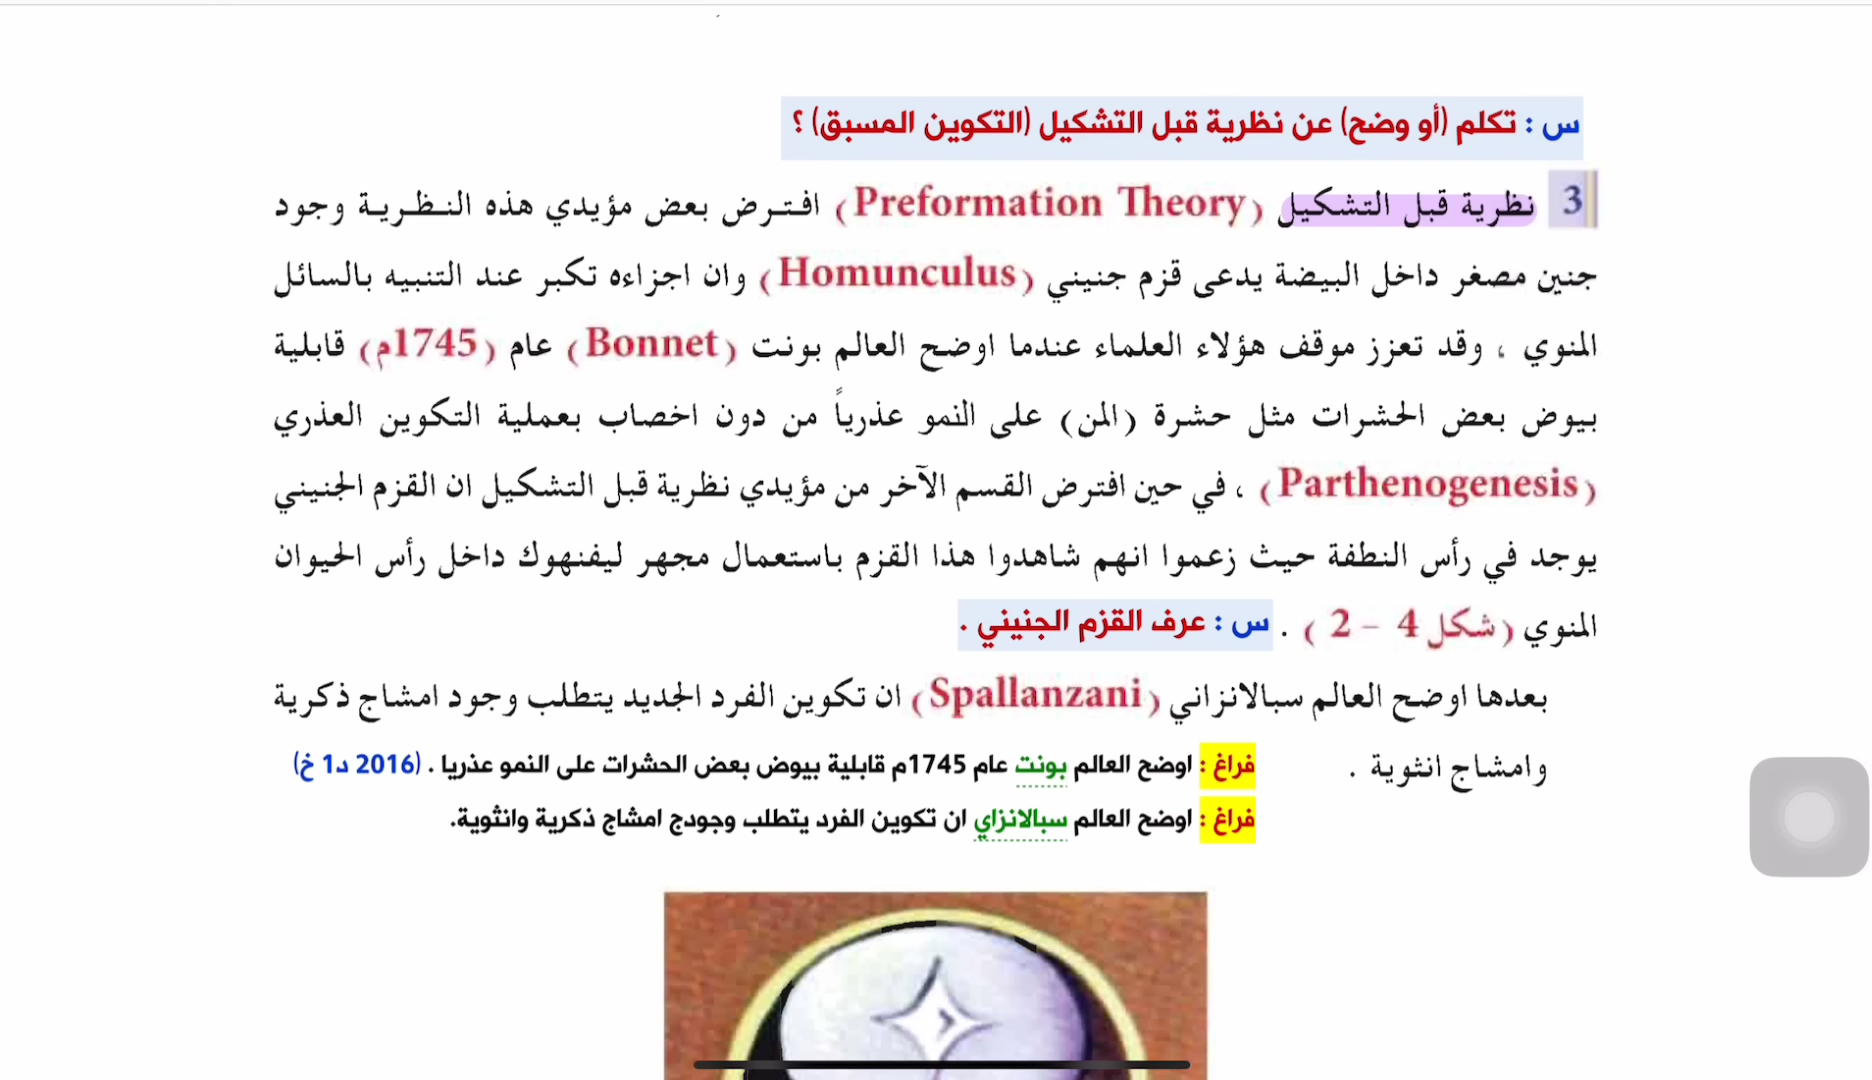 س : تكلم (أو وضح) عن نظرية قبل التشكيل (التكوين المسبق) ؟
3 نظرية قبل التشكيل (Preformation Theory) افترض بعض مؤيدي هذه النظرية وجود
جنين مصغر داخل البيضة يدعى قزم جنيني (Homunculus) وان اجزاءه تكبر عند التنبيه بالسائل
المنوي ، وقد تعزز موقف هؤلاء العلماء عندما اوضح العالم بونت (Bonnet) عام (1745م) قابلية
بيوض بعض الحشرات مثل حشرة (المن) على النمو عذرياً من دون اخصاب بعملية التكوين العذري
(Parthenogenesis) ، في حين افترض القسم الآخر من مؤيدي نظرية قبل التشكيل ان القزم الجنيني
يوجد في رأس النطفة حيث زعموا انهم شاهدوا هذا القزم باستعمال مجهر ليفنهوك داخل رأس الحيوان
المنوي (شكل 4 – 2) . س : عرف القزم الجنيني .
بعدها اوضح العالم سبالانزاني (Spallanzani) ان تكوين الفرد الجديد يتطلب وجود امشاج ذكرية
وامشاج انثوية .
فراغ : اوضح العالم بونت عام 1745م قابلية بيوض بعض الحشرات على النمو عذريا . (2016 د1 خ)
فراغ : اوضح العالم سبالانزاي ان تكوين الفرد يتطلب وجودج امشاج ذكرية وانثوية.